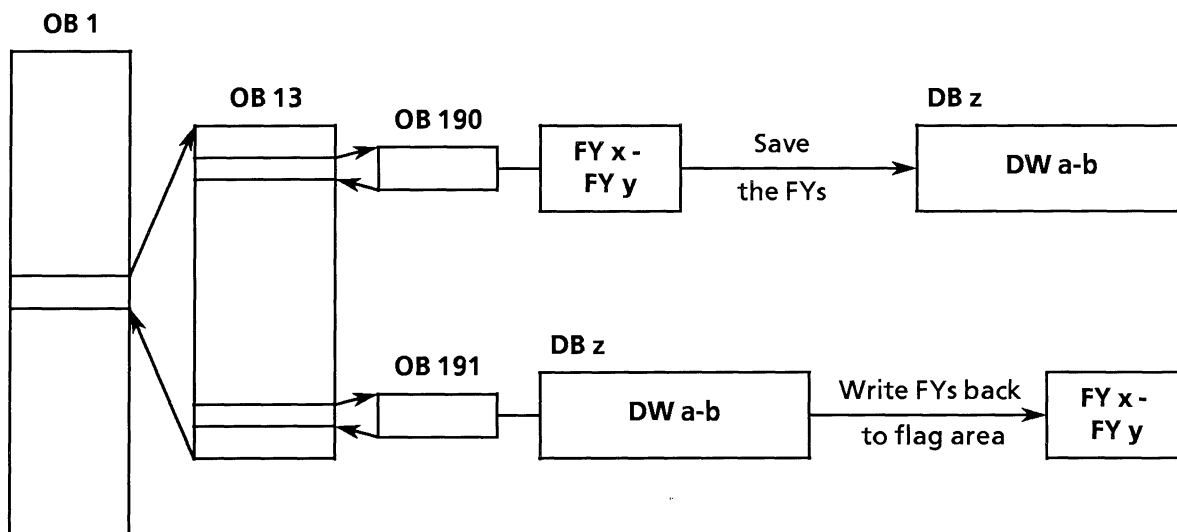 OB 1
OB 13
OB 190
FY x -
FY y
Save
the FYs
DB z
DW a-b
OB 191
DB z
DW a-b
Write FYs back
to flag area
FY x -
FY y